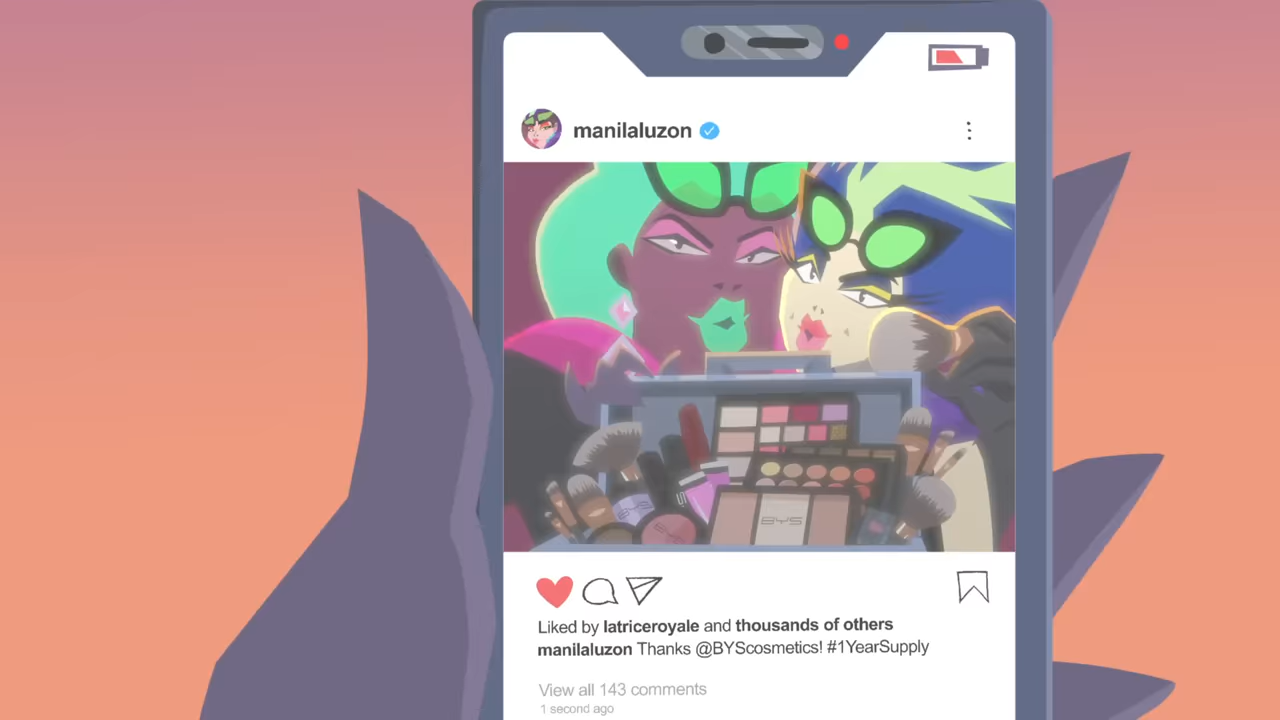 manilaluzon
BYS
Liked by latriceroyale and thousands of others
manilaluzon Thanks @BYScosmetics! #1YearSupply
View all 143 comments
1 second ago